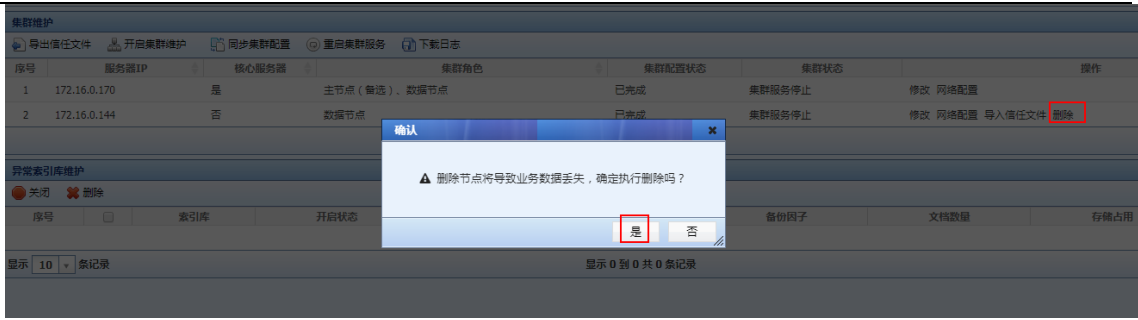 集群维护
导出信任文件 开启集群维护 同步集群配置 重启集群服务 下载日志
序号 服务器IP 核心服务器 集群角色 集群配置状态 集群状态 操作
1 172.16.0.170 是 主节点（备选）、数据节点 已完成 集群服务停止 修改 网络配置
2 172.16.0.144 否 数据节点 已完成 集群服务停止 修改 网络配置 导入信任文件 删除
确认
删除节点将导致业务数据丢失，确定执行删除吗？
是 否
异常索引库维护
关闭 删除
序号 索引库 开启状态 备份因子 文档数量 存储占用
显示 10 条记录 显示 0 到 0 共 0 条记录